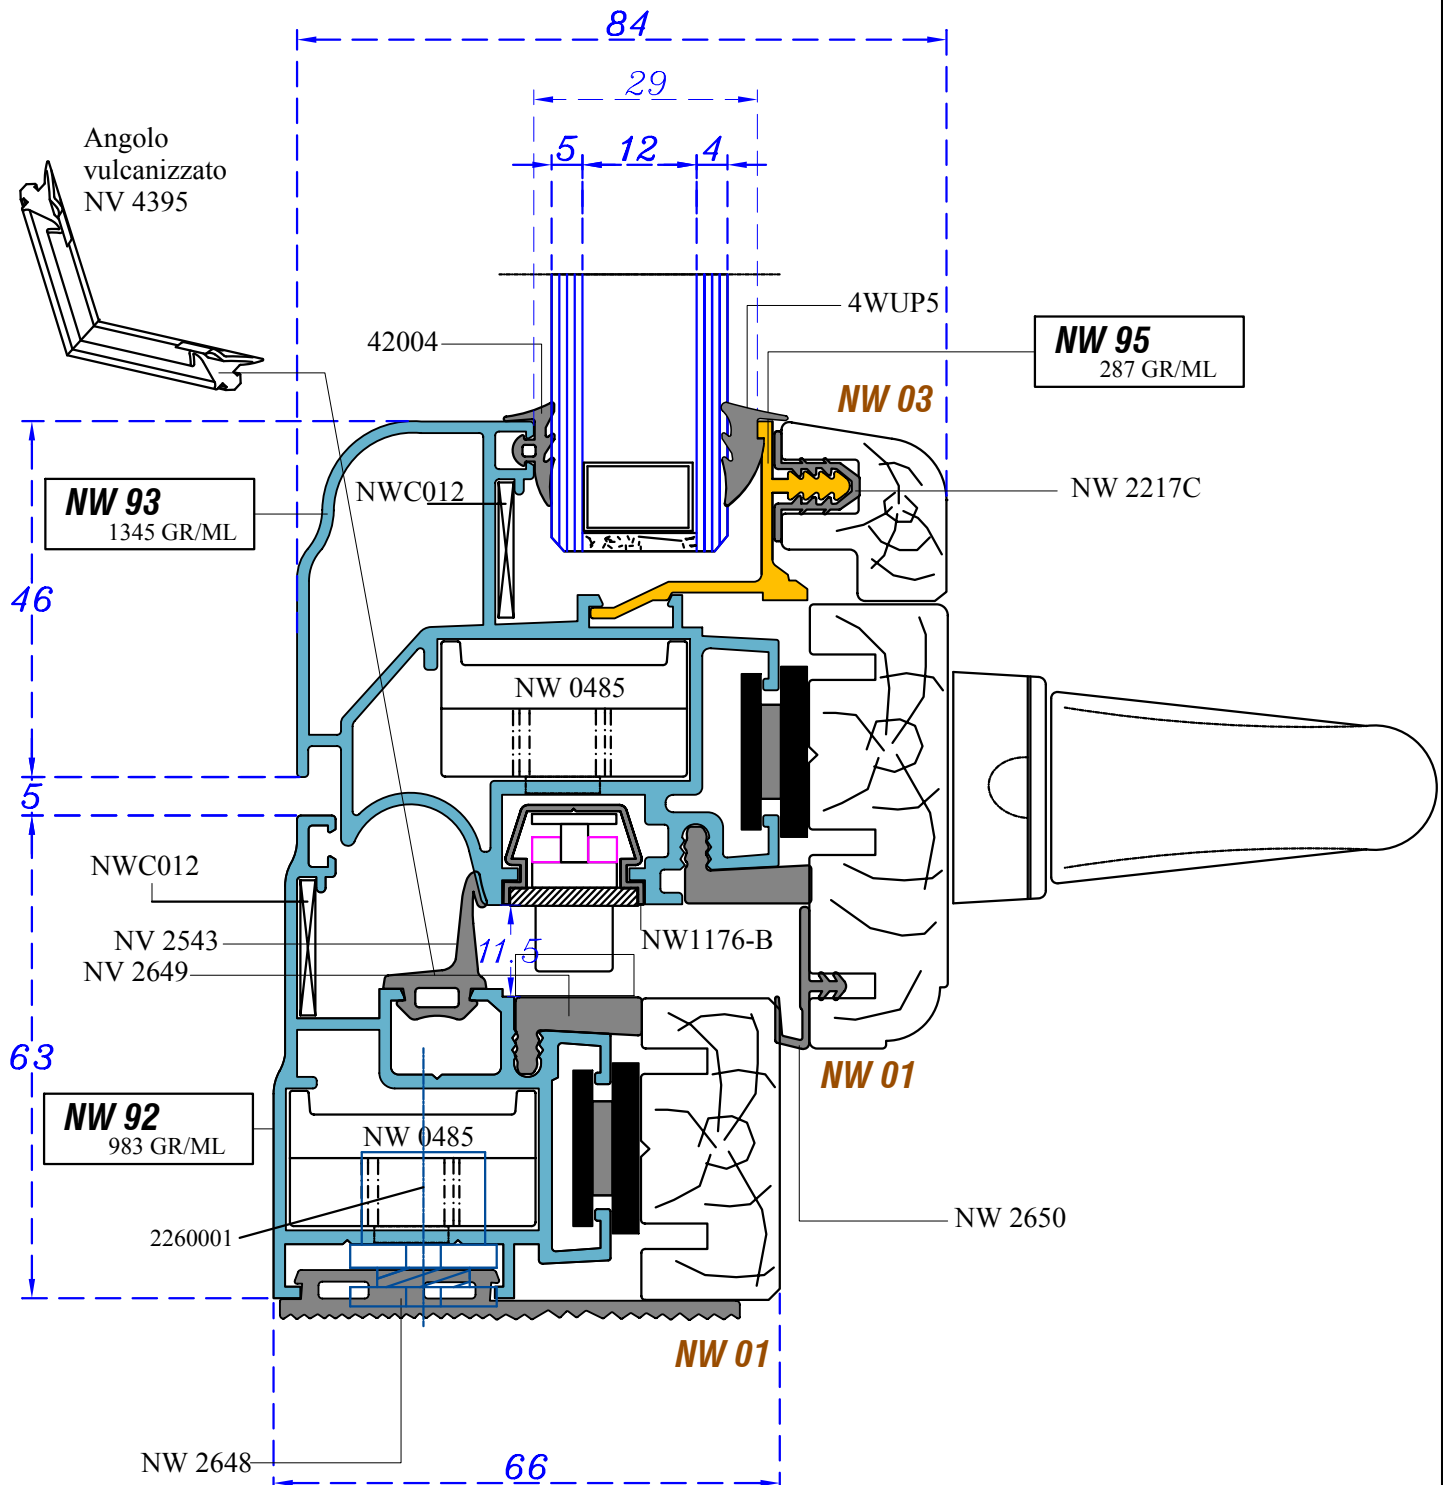 84
29
5 12 4
Angolo
vulcanizzato
NV 4395
4WUP5
42004
NW 95
287 GR/ML
NW 03
NWC012
NW 2217C
NW 93
1345 GR/ML
46
NW 0485
5
NWC012
NV 2543
11.5
NW1176-B
NV 2649
63
NW 01
NW 92
983 GR/ML
NW 0485
2260001
NW 2650
NW 01
NW 2648
66